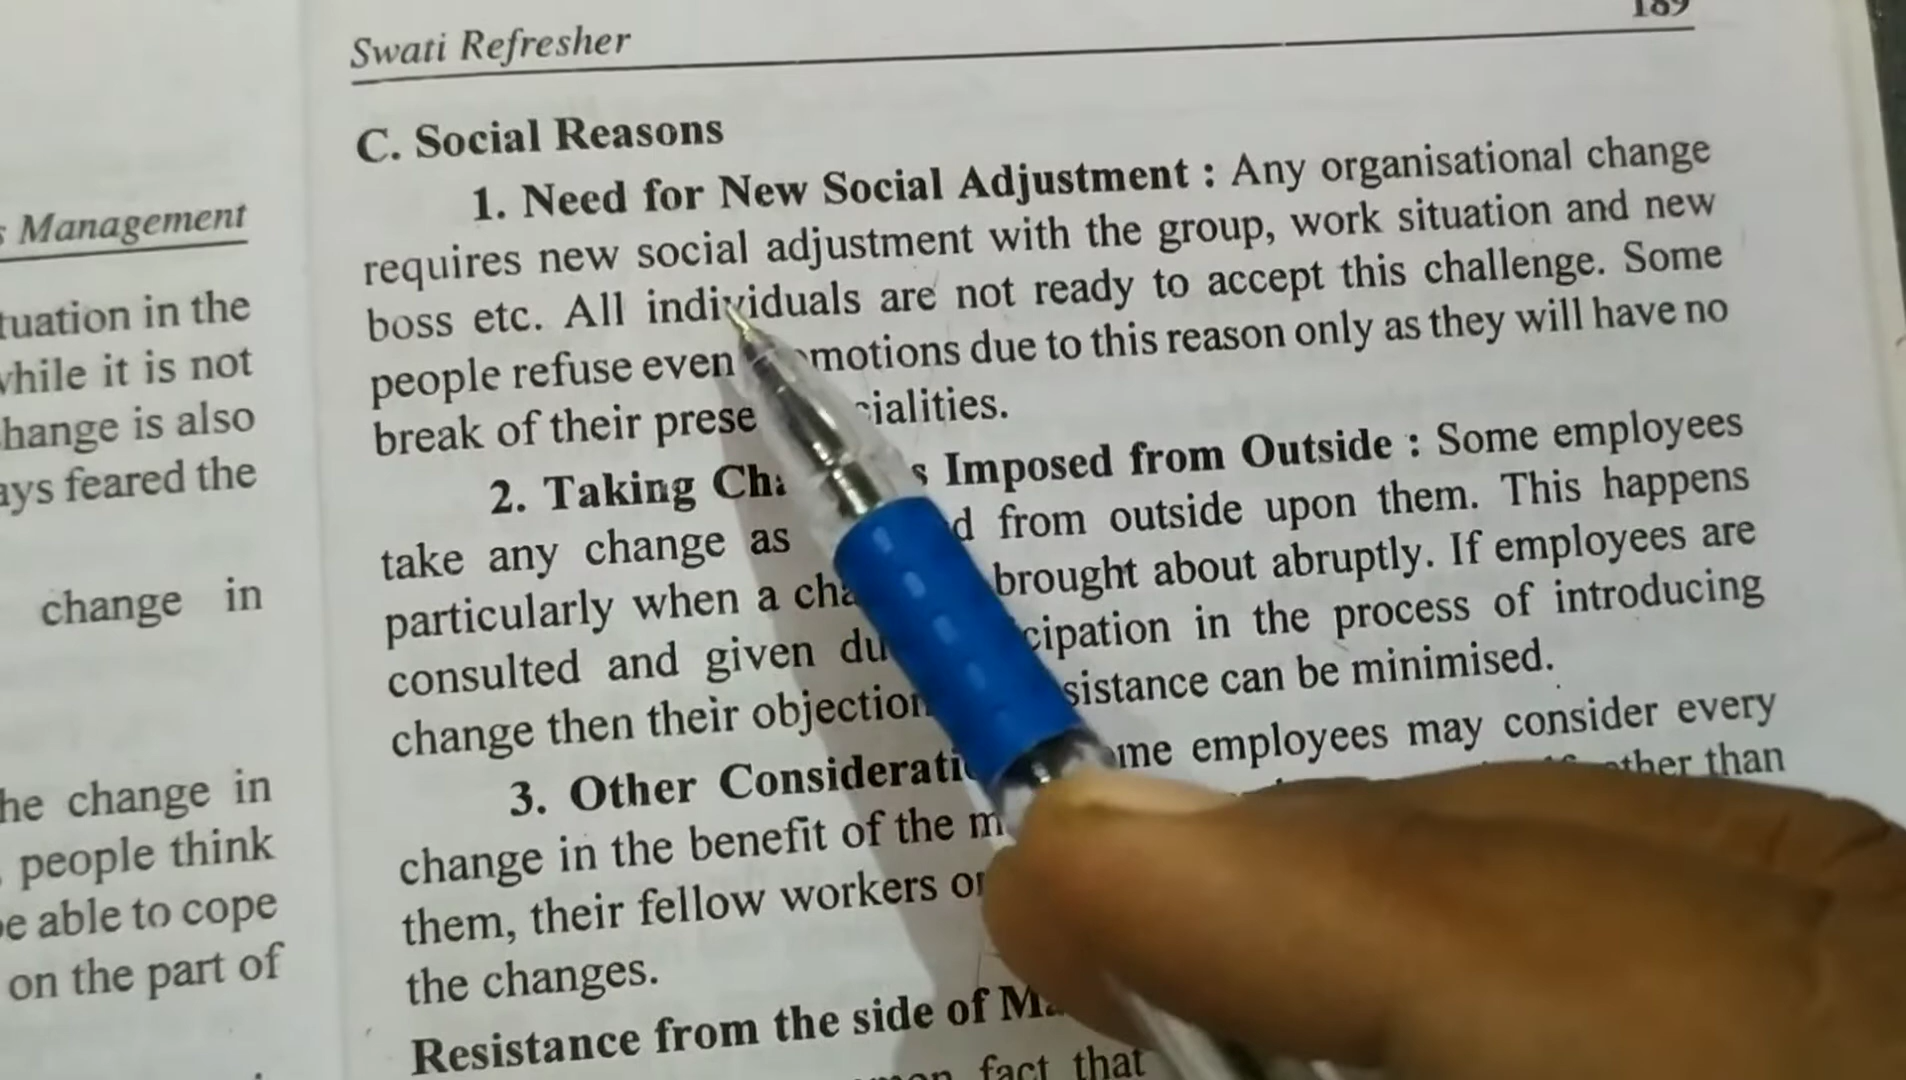 Management
tuation in the
while it is not
hange is also
ays feared the
change in
he change in
people think
be able to cope
on the part of
Swati Refresher
189
C. Social Reasons
1. Need for New Social Adjustment : Any organisational change
requires new social adjustment with the group, work situation and new
boss etc. All individuals are not ready to accept this challenge. Some
people refuse even omotions due to this reason only as they will have no
break of their prese cialities.
2. Taking Cha s Imposed from Outside : Some employees
take any change as d from outside upon them. This happens
particularly when a cha brought about abruptly. If employees are
consulted and given du cipation in the process of introducing
change then their objection sistance can be minimised.
3. Other Considerati me employees may consider every
change in the benefit of the m other than
them, their fellow workers or
the changes.
Resistance from the side of Ma
fact that